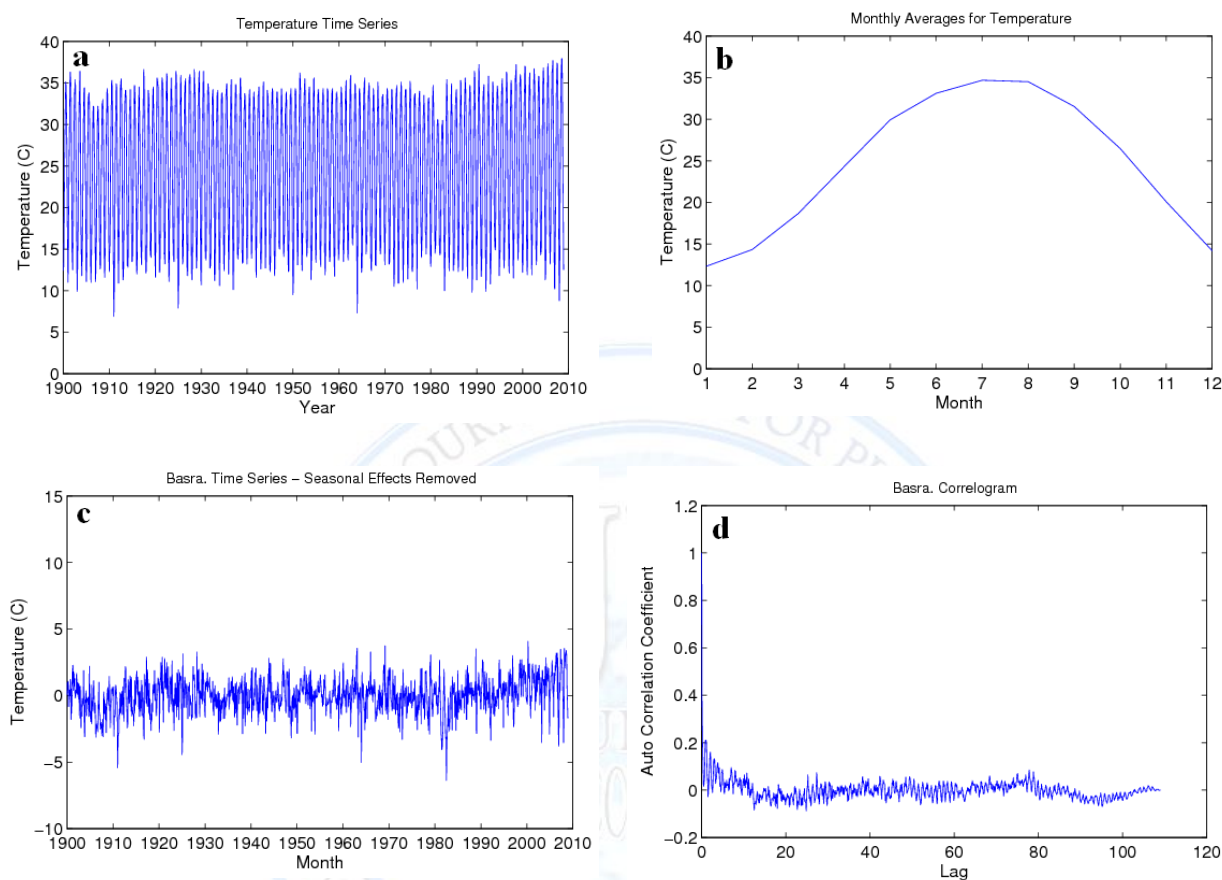 Temperature Time Series
a
40
35
30
25
20
15
10
5
0
Temperature (C)
1900 1910 1920 1930 1940 1950 1960 1970 1980 1990 2000 2010
Year
Monthly Averages for Temperature
b
40
35
30
25
20
15
10
5
0
Temperature (C)
1 2 3 4 5 6 7 8 9 10 11 12
Month
Basra. Time Series – Seasonal Effects Removed
c
15
10
5
0
−5
−10
Temperature (C)
1900 1910 1920 1930 1940 1950 1960 1970 1980 1990 2000 2010
Month
Basra. Correlogram
d
1.2
1
0.8
0.6
0.4
0.2
0
−0.2
Auto Correlation Coefficient
0 20 40 60 80 100 120
Lag
FOR